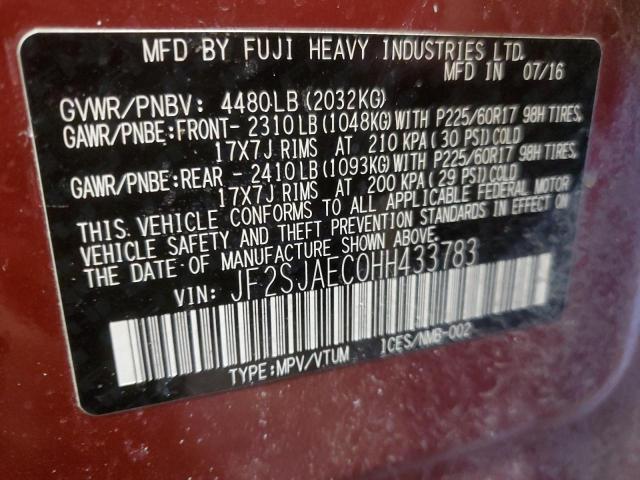 MFD BY FUJI HEAVY INDUSTRIES LTD.
MFD IN 07/16
GVWR/PNBV: 4480LB(2032KG)
GAWR/PNBE:FRONT- 2310LB(1048KG)WITH P225/60R17 98H TIRES,
17X7J RIMS AT 210 KPA(30 PSI)COLD
GAWR/PNBE:REAR - 2410LB(1093KG)WITH P225/60R17 98H TIRES,
17X7J RIMS AT 200 KPA(29 PSI)COLD
THIS VEHICLE CONFORMS TO ALL APPLICABLE FEDERAL MOTOR
VEHICLE SAFETY AND THEFT PREVENTION STANDARDS IN EFFECT ON
THE DATE OF MANUFACTURE SHOWN ABOVE.
VIN: JF2SJAEC0HH433783
TYPE:MPV/VTUM 1CES/NMB-002